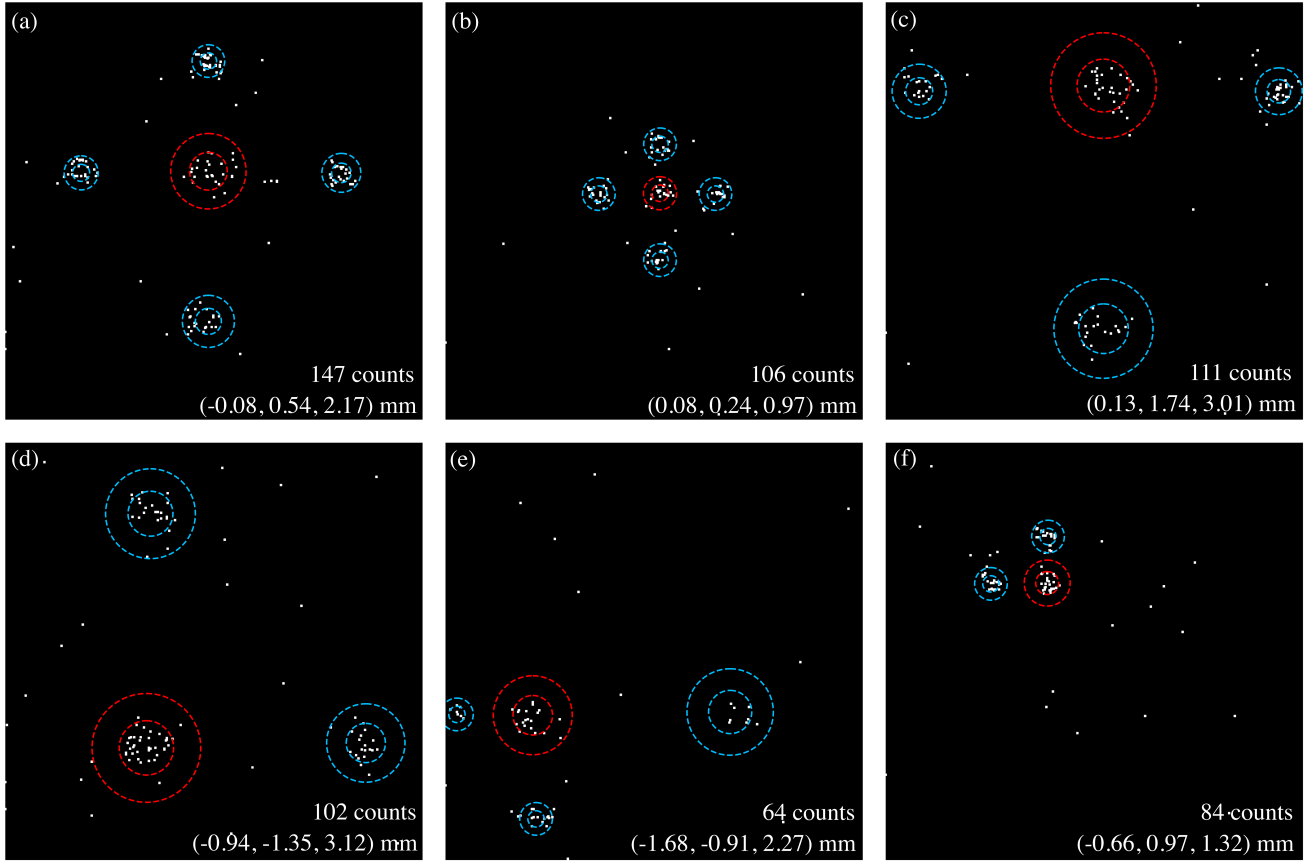 (a)
147 counts
(-0.08, 0.54, 2.17) mm
(b)
106 counts
(0.08, 0.24, 0.97) mm
(c)
111 counts
(0.13, 1.74, 3.01) mm
(d)
102 counts
(-0.94, -1.35, 3.12) mm
(e)
64 counts
(-1.68, -0.91, 2.27) mm
(f)
84 counts
(-0.66, 0.97, 1.32) mm